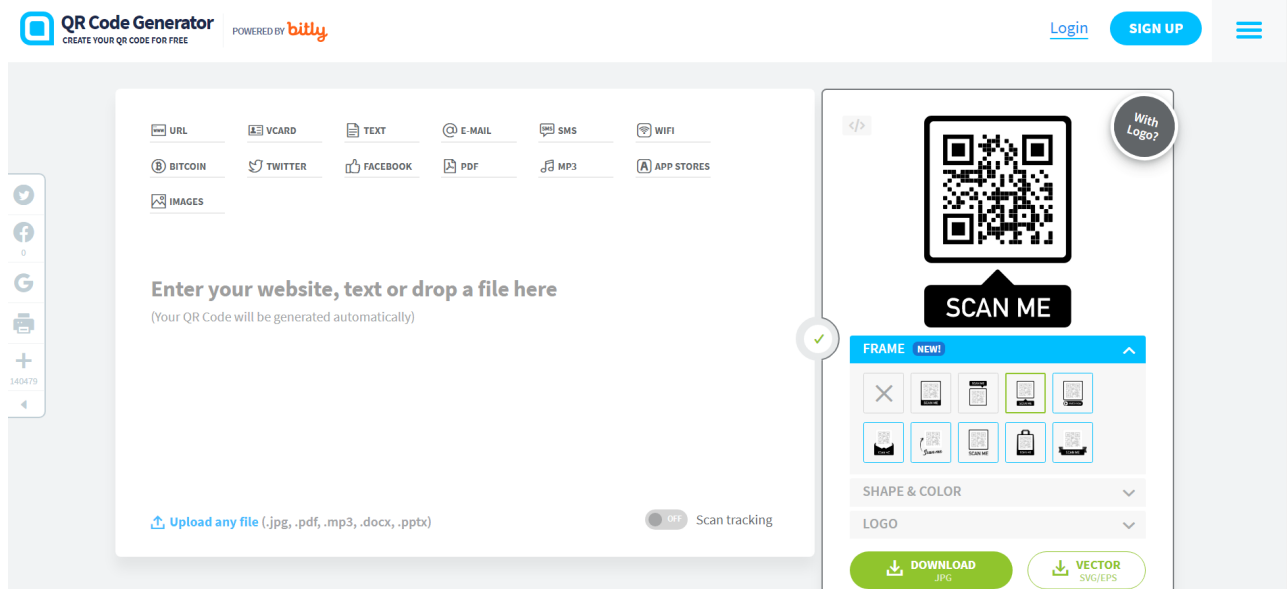 QR Code Generator
CREATE YOUR QR CODE FOR FREE
POWERED BY bitly
Login
SIGN UP
URL
VCARD
TEXT
E-MAIL
SMS
WIFI
BITCOIN
TWITTER
FACEBOOK
PDF
MP3
APP STORES
IMAGES
Enter your website, text or drop a file here
(Your QR Code will be generated automatically)
Upload any file (.jpg, .pdf, .mp3, .docx, .pptx)
OFF
Scan tracking
0
140479
</>
With
Logo?
SCAN ME
FRAME NEW!
SHAPE & COLOR
LOGO
DOWNLOAD
JPG
VECTOR
SVG/EPS